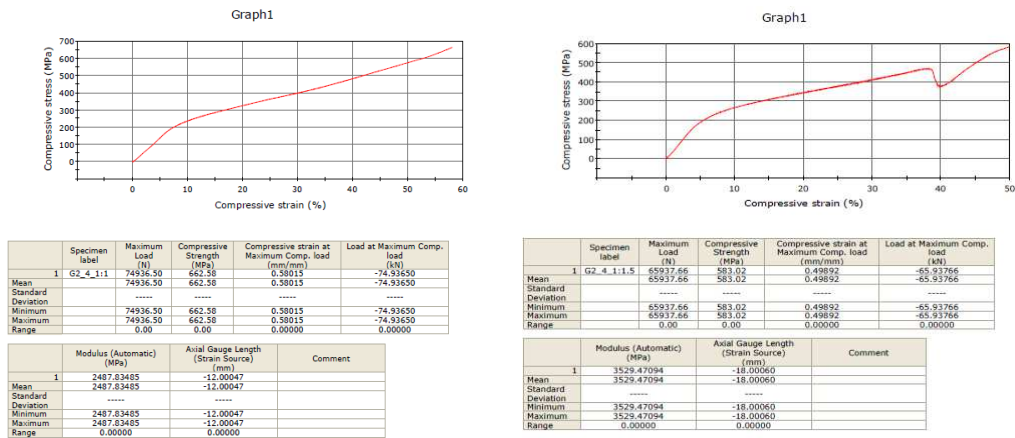 Graph1
Compressive stress (MPa)
700
600
500
400
300
200
100
0
0 10 20 30 40 50 60
Compressive strain (%)
Specimen label Maximum Load (N) Compressive Strength (MPa) Compressive strain at Maximum Comp. load (mm/mm) Load at Maximum Comp. load (kN)
1 G2_4_1:1 74936.50 662.58 0.58015 -74.93650
Mean 74936.50 662.58 0.58015 -74.93650
Standard Deviation ----- ----- ----- -----
Minimum 74936.50 662.58 0.58015 -74.93650
Maximum 74936.50 662.58 0.58015 -74.93650
Range 0.00 0.00 0.00000 0.00000
Modulus (Automatic) (MPa) Axial Gauge Length (Strain Source) (mm) Comment
1 2487.83485 -12.00047
Mean 2487.83485 -12.00047
Standard Deviation ----- -----
Minimum 2487.83485 -12.00047
Maximum 2487.83485 -12.00047
Range 0.00000 0.00000
Graph1
Compressive stress (MPa)
600
500
400
300
200
100
0
0 10 20 30 40 50
Compressive strain (%)
Specimen label Maximum Load (N) Compressive Strength (MPa) Compressive strain at Maximum Comp. load (mm/mm) Load at Maximum Comp. load (kN)
1 G2_4_1:1.5 65937.66 583.02 0.49892 -65.93766
Mean 65937.66 583.02 0.49892 -65.93766
Standard Deviation ----- ----- ----- -----
Minimum 65937.66 583.02 0.49892 -65.93766
Maximum 65937.66 583.02 0.49892 -65.93766
Range 0.00 0.00 0.00000 0.00000
Modulus (Automatic) (MPa) Axial Gauge Length (Strain Source) (mm) Comment
1 3529.47094 -18.00060
Mean 3529.47094 -18.00060
Standard Deviation ----- -----
Minimum 3529.47094 -18.00060
Maximum 3529.47094 -18.00060
Range 0.00000 0.00000